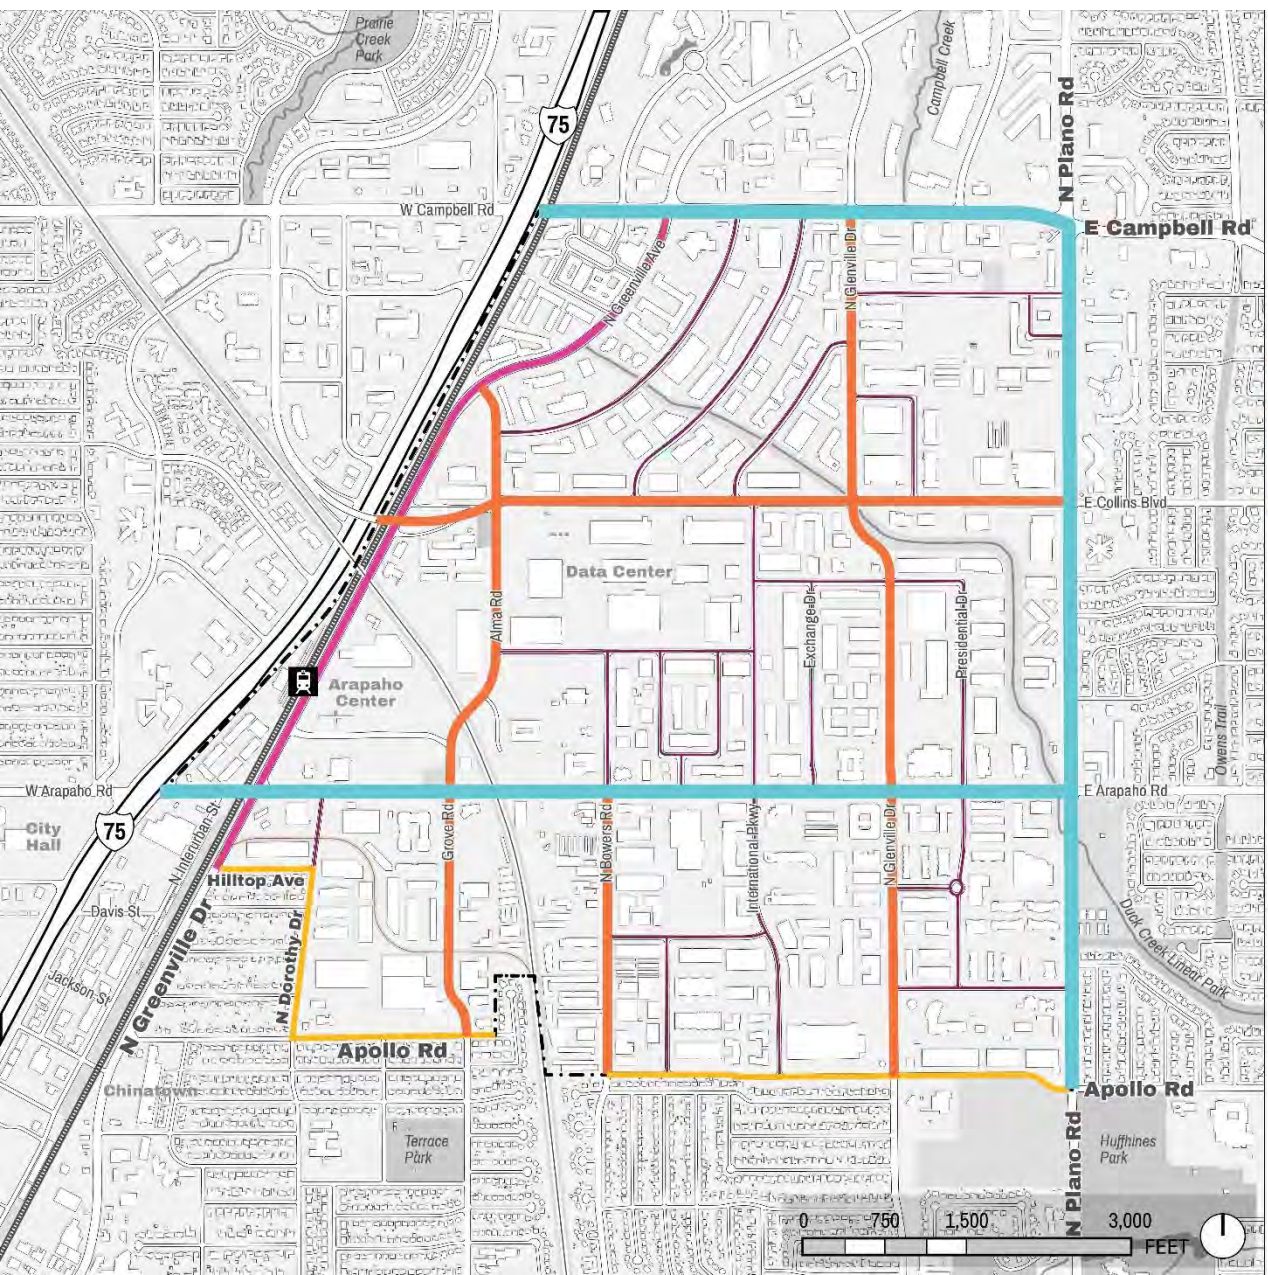 Prairie
Creek
Park
Campbell Creek
N Plano Rd
75
W Campbell Rd
E Campbell Rd
N Greenville Ave
N Glenville Dr
E Collins Blvd
Data Center
Alma Rd
Exchange Dr
Presidential Dr
Arapaho
Center
Owens Trail
W Arapaho Rd
E Arapaho Rd
75
City
Hall
N Interurban St
Grove Rd
N Bowers Rd
International Pkwy
N Glenville Dr
Hilltop Ave
Davis St
N Greenville Dr
N Dorothy Dr
Duck Creek Linear Park
Jackson St
Apollo Rd
Chinatown
Apollo Rd
Terrace
Park
N Plano Rd
Huffhines
Park
0 750 1,500 3,000
FEET